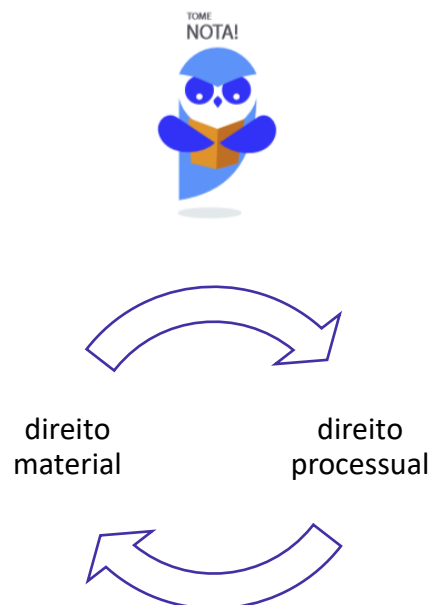 TOME
NOTA!
direito
material
direito
processual